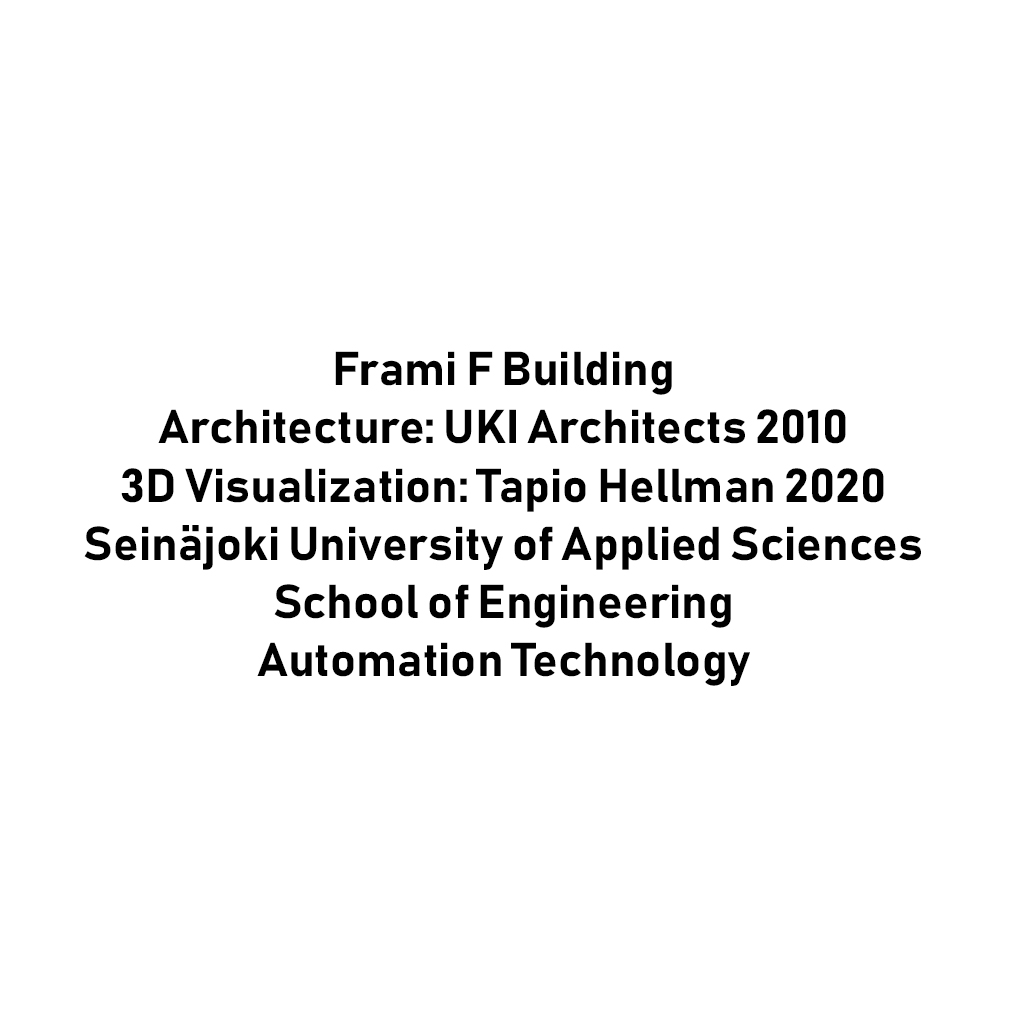 Frami F Building
Architecture: UKI Architects 2010
3D Visualization: Tapio Hellman 2020
Seinäjoki University of Applied Sciences
School of Engineering
Automation Technology